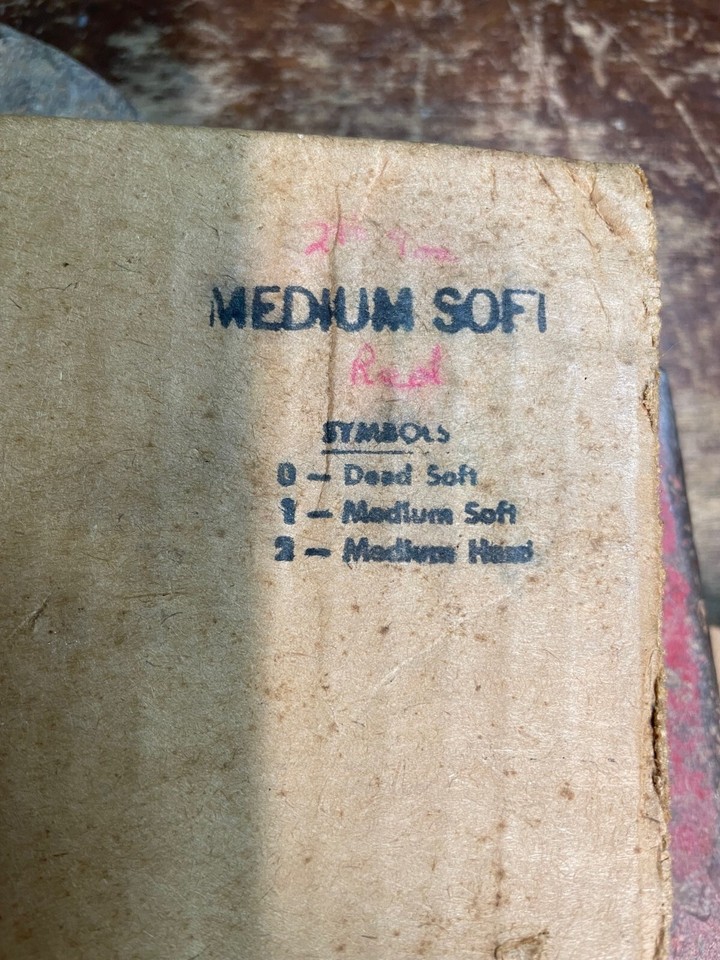 MEDIUM SOFT
Red
SYMBOLS
0 — Dead Soft
1 — Medium Soft
2 — Medium Hard